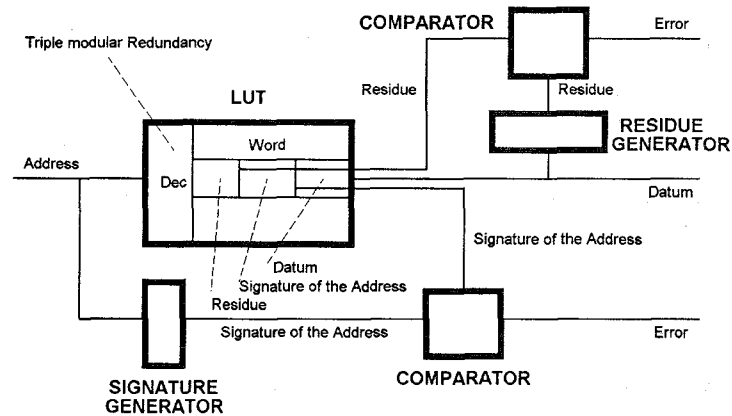 COMPARATOR
Error
Triple modular Redundancy
Residue
Residue
LUT
RESIDUE
GENERATOR
Word
Address
Dec
Datum
Signature of the Address
Datum
Signature of the Address
Residue
Signature of the Address
Error
SIGNATURE
GENERATOR
COMPARATOR